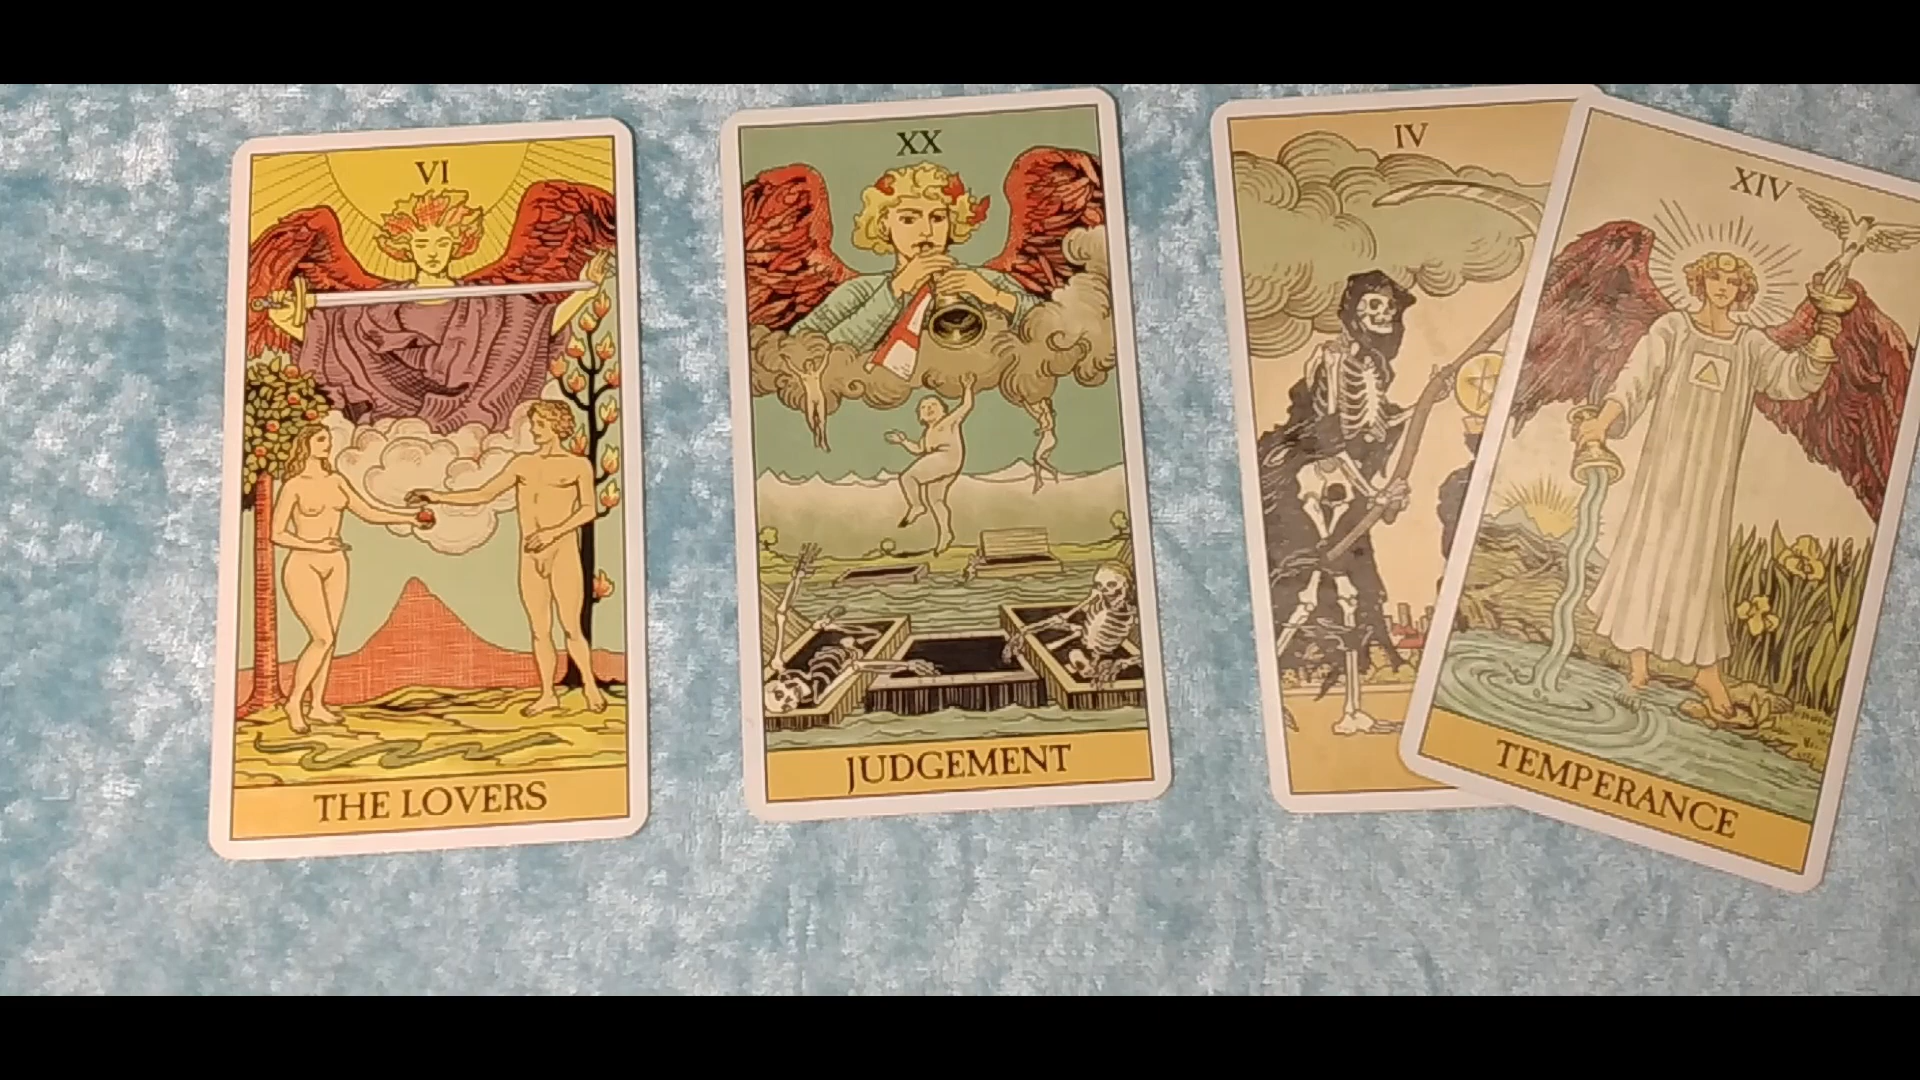 VI
THE LOVERS
XX
JUDGEMENT
IV
XIV
TEMPERANCE